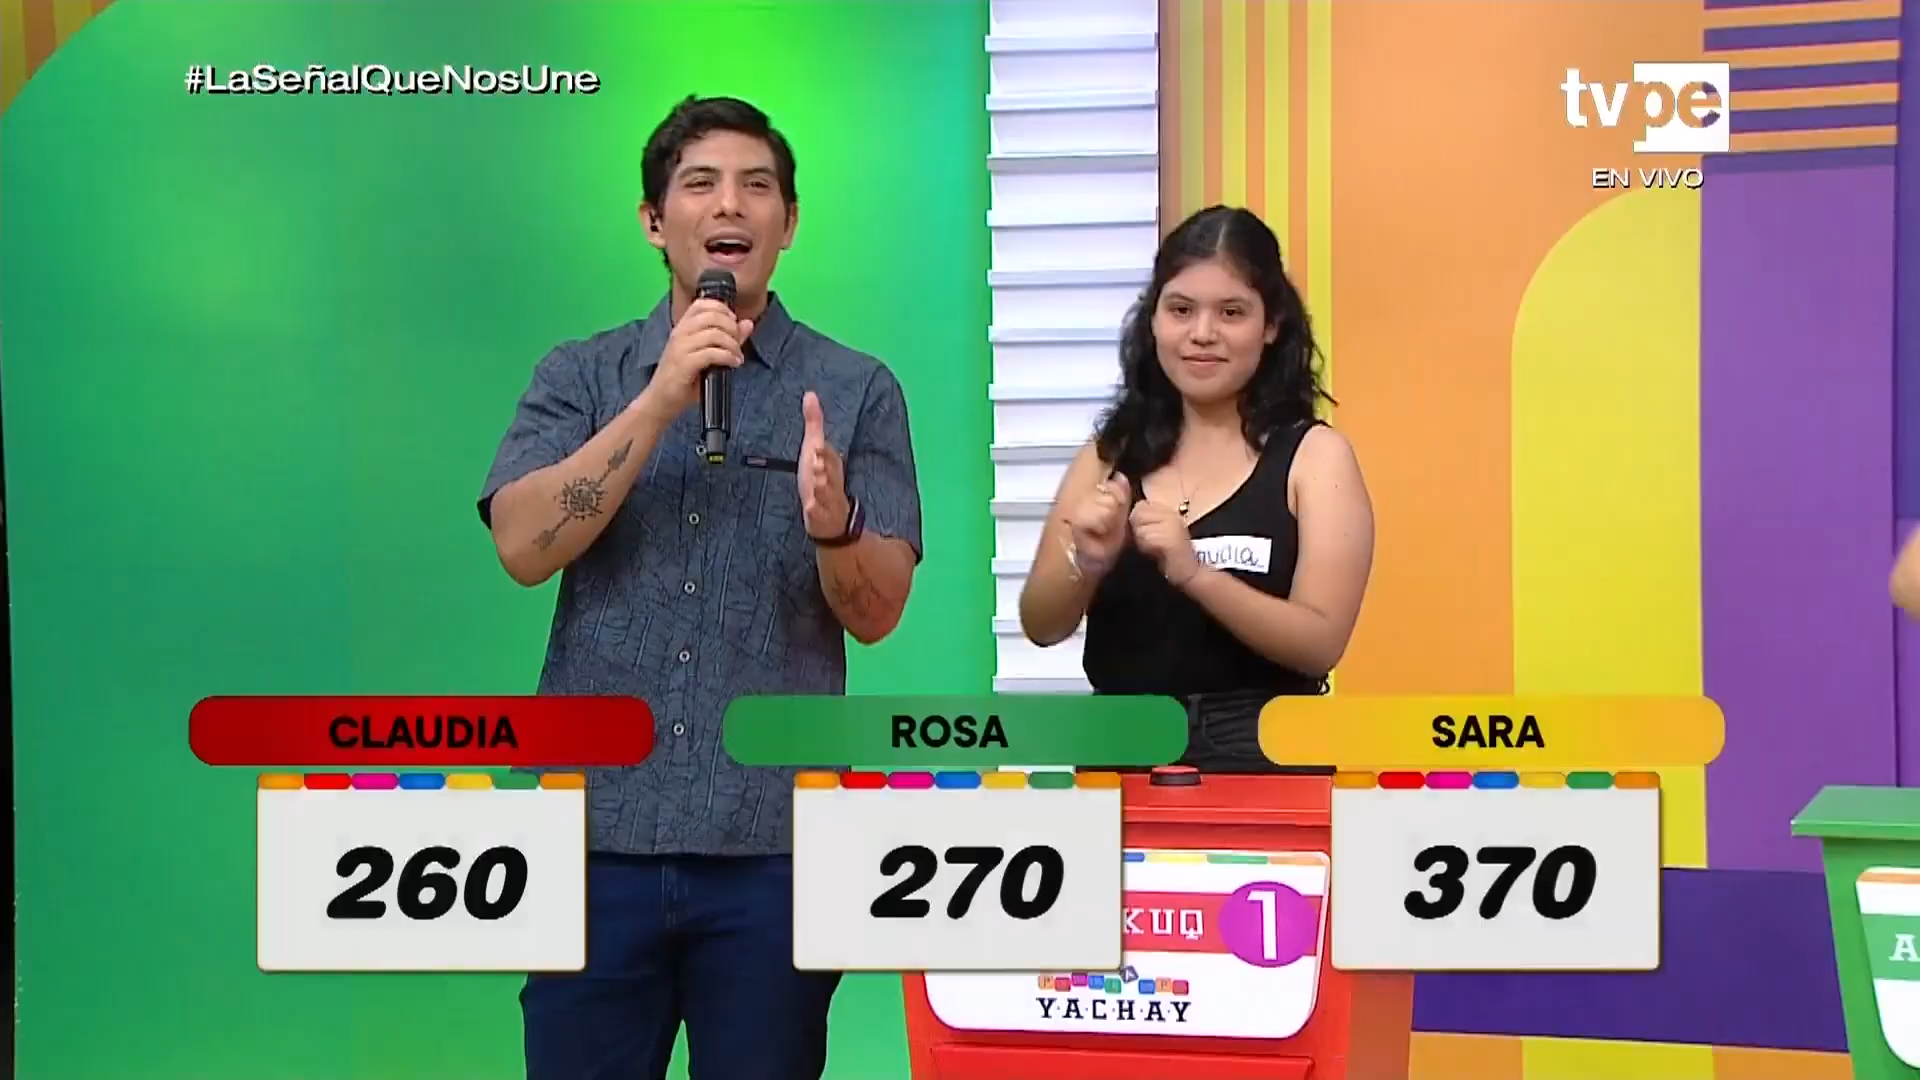 #LaSeñalQueNosUne
tvpe
EN VIVO
CLAUDIA
ROSA
SARA
260
270
370
1
YACHAY